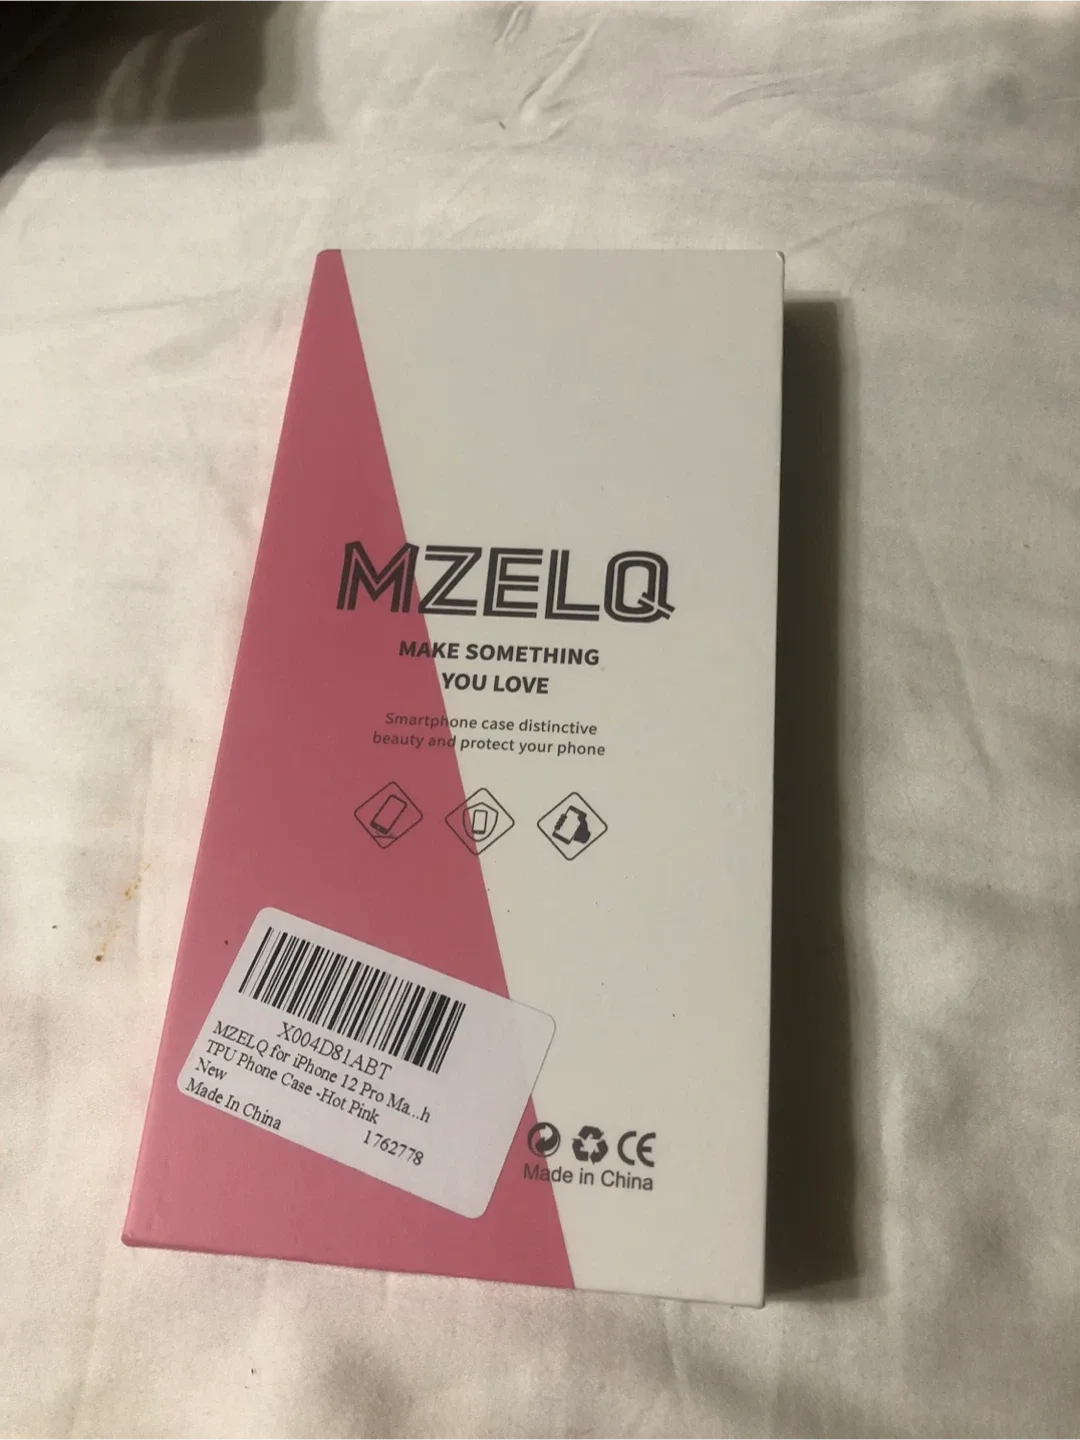 MZELQ
MAKE SOMETHING
YOU LOVE
Smartphone case distinctive
beauty and protect your phone
X004D81ABT
MZELQ for iPhone 12 Pro Ma...h
TPU Phone Case -Hot Pink
New
Made In China
1762778
CE
Made in China